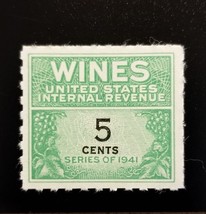 WINES
UNITED STATES
INTERNAL REVENUE
5
CENTS
SERIES OF 1941